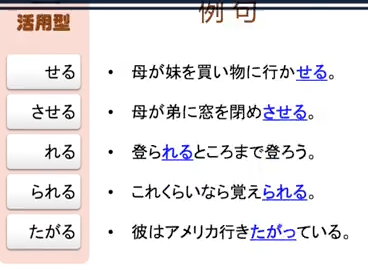 活用型
例句
せる
・ 母が妹を買い物に行かせる。
させる
・ 母が弟に窓を閉めさせる。
れる
・ 登られるところまで登ろう。
られる
・ これくらいなら覚えられる。
たがる
・ 彼はアメリカ行きたがっている。